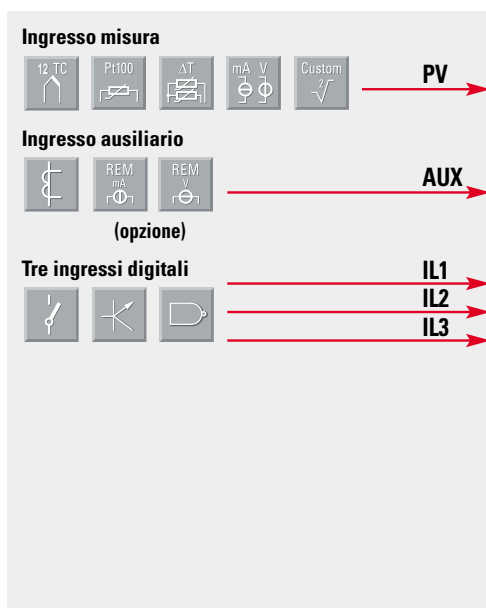 Ingresso misura
12 TC
Pt100
ΔT
mA V
Custom
2√
PV
Ingresso ausiliario
REM
mA
REM
V
AUX
(opzione)
Tre ingressi digitali
IL1
IL2
IL3